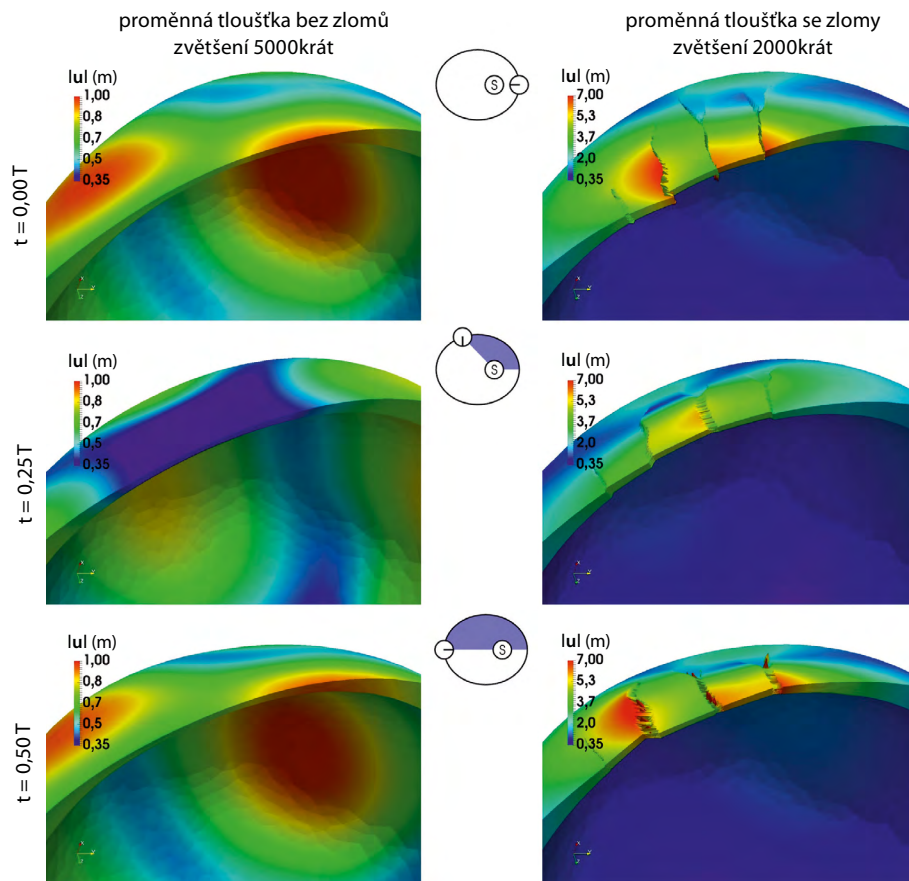 proměnná tloušťka bez zlomů
zvětšení 5000krát
proměnná tloušťka se zlomy
zvětšení 2000krát
t = 0,00 T
|u| (m)
1,00
0,8
0,7
0,5
0,35
S
|u| (m)
7,00
5,3
3,7
2,0
0,35
t = 0,25 T
|u| (m)
1,00
0,8
0,7
0,5
0,35
S
|u| (m)
7,00
5,3
3,7
2,0
0,35
t = 0,50 T
|u| (m)
1,00
0,8
0,7
0,5
0,35
S
|u| (m)
7,00
5,3
3,7
2,0
0,35